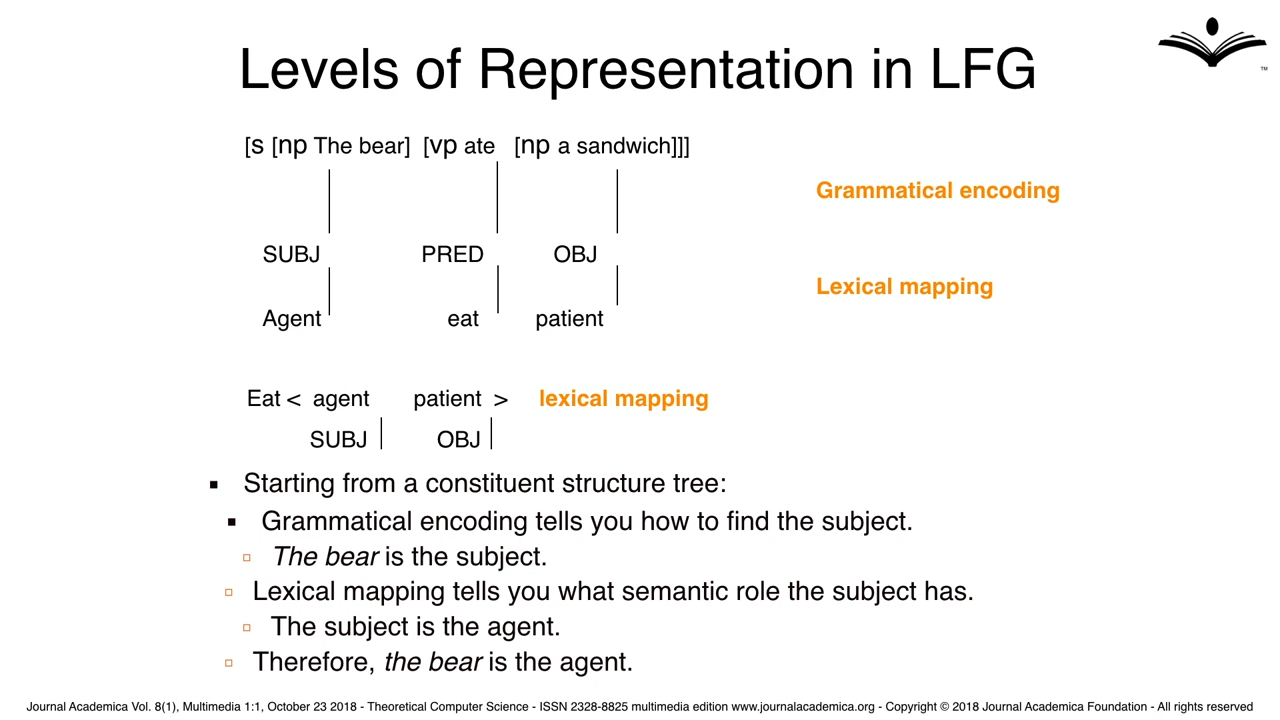 Levels of Representation in LFG
TM
[s [np The bear] [vp ate [np a sandwich]]]
Grammatical encoding
SUBJ PRED OBJ
Lexical mapping
Agent eat patient
Eat < agent patient > lexical mapping
SUBJ OBJ
Starting from a constituent structure tree:
Grammatical encoding tells you how to find the subject.
The bear is the subject.
Lexical mapping tells you what semantic role the subject has.
The subject is the agent.
Therefore, the bear is the agent.
Journal Academica Vol. 8(1), Multimedia 1:1, October 23 2018 - Theoretical Computer Science - ISSN 2328-8825 multimedia edition www.journalacademica.org - Copyright © 2018 Journal Academica Foundation - All rights reserved